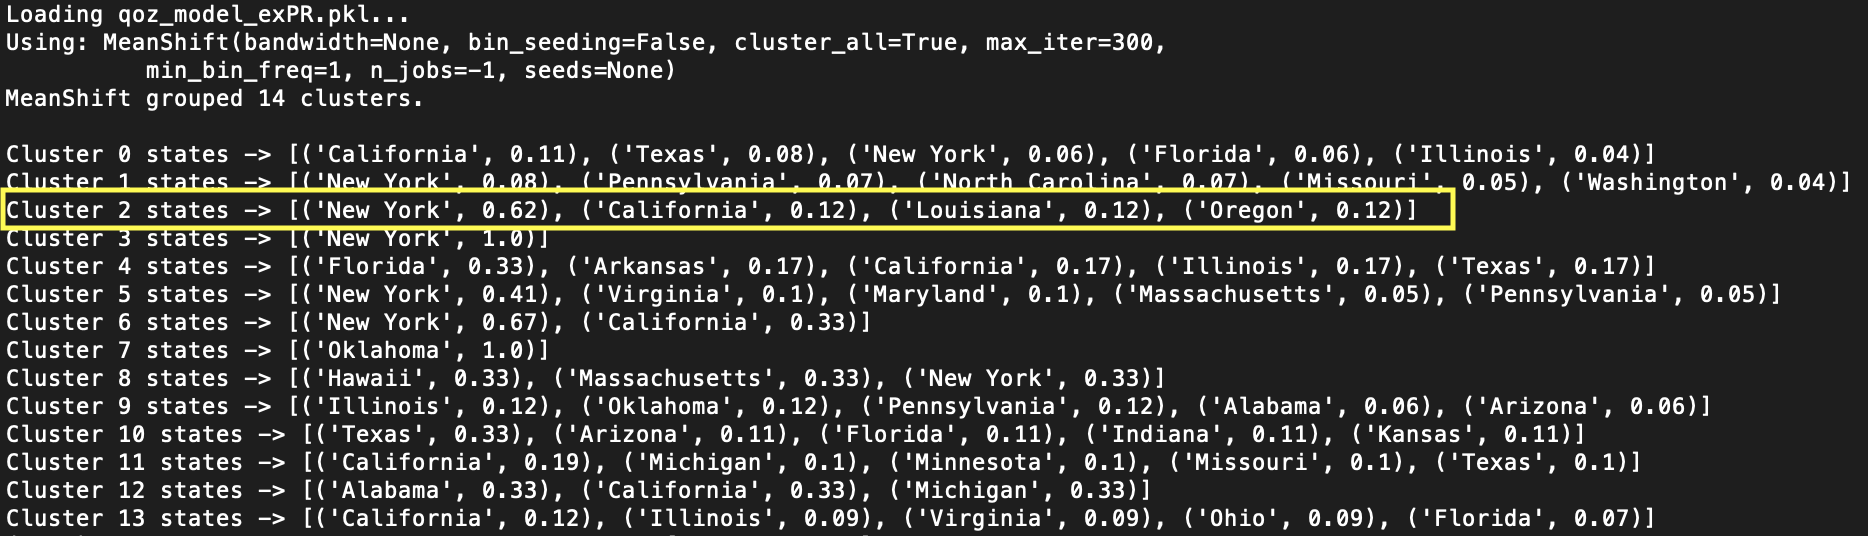 Loading qoz_model_exPR.pkl...
Using: MeanShift(bandwidth=None, bin_seeding=False, cluster_all=True, max_iter=300,
min_bin_freq=1, n_jobs=-1, seeds=None)
MeanShift grouped 14 clusters.
Cluster 0 states -> [('California', 0.11), ('Texas', 0.08), ('New York', 0.06), ('Florida', 0.06), ('Illinois', 0.04)]
Cluster 1 states -> [('New York', 0.08), ('Pennsylvania', 0.07), ('North Carolina', 0.07), ('Missouri', 0.05), ('Washington', 0.04)]
Cluster 2 states -> [('New York', 0.62), ('California', 0.12), ('Louisiana', 0.12), ('Oregon', 0.12)]
Cluster 3 states -> [('New York', 1.0)]
Cluster 4 states -> [('Florida', 0.33), ('Arkansas', 0.17), ('California', 0.17), ('Illinois', 0.17), ('Texas', 0.17)]
Cluster 5 states -> [('New York', 0.41), ('Virginia', 0.1), ('Maryland', 0.1), ('Massachusetts', 0.05), ('Pennsylvania', 0.05)]
Cluster 6 states -> [('New York', 0.67), ('California', 0.33)]
Cluster 7 states -> [('Oklahoma', 1.0)]
Cluster 8 states -> [('Hawaii', 0.33), ('Massachusetts', 0.33), ('New York', 0.33)]
Cluster 9 states -> [('Illinois', 0.12), ('Oklahoma', 0.12), ('Pennsylvania', 0.12), ('Alabama', 0.06), ('Arizona', 0.06)]
Cluster 10 states -> [('Texas', 0.33), ('Arizona', 0.11), ('Florida', 0.11), ('Indiana', 0.11), ('Kansas', 0.11)]
Cluster 11 states -> [('California', 0.19), ('Michigan', 0.1), ('Minnesota', 0.1), ('Missouri', 0.1), ('Texas', 0.1)]
Cluster 12 states -> [('Alabama', 0.33), ('California', 0.33), ('Michigan', 0.33)]
Cluster 13 states -> [('California', 0.12), ('Illinois', 0.09), ('Virginia', 0.09), ('Ohio', 0.09), ('Florida', 0.07)]